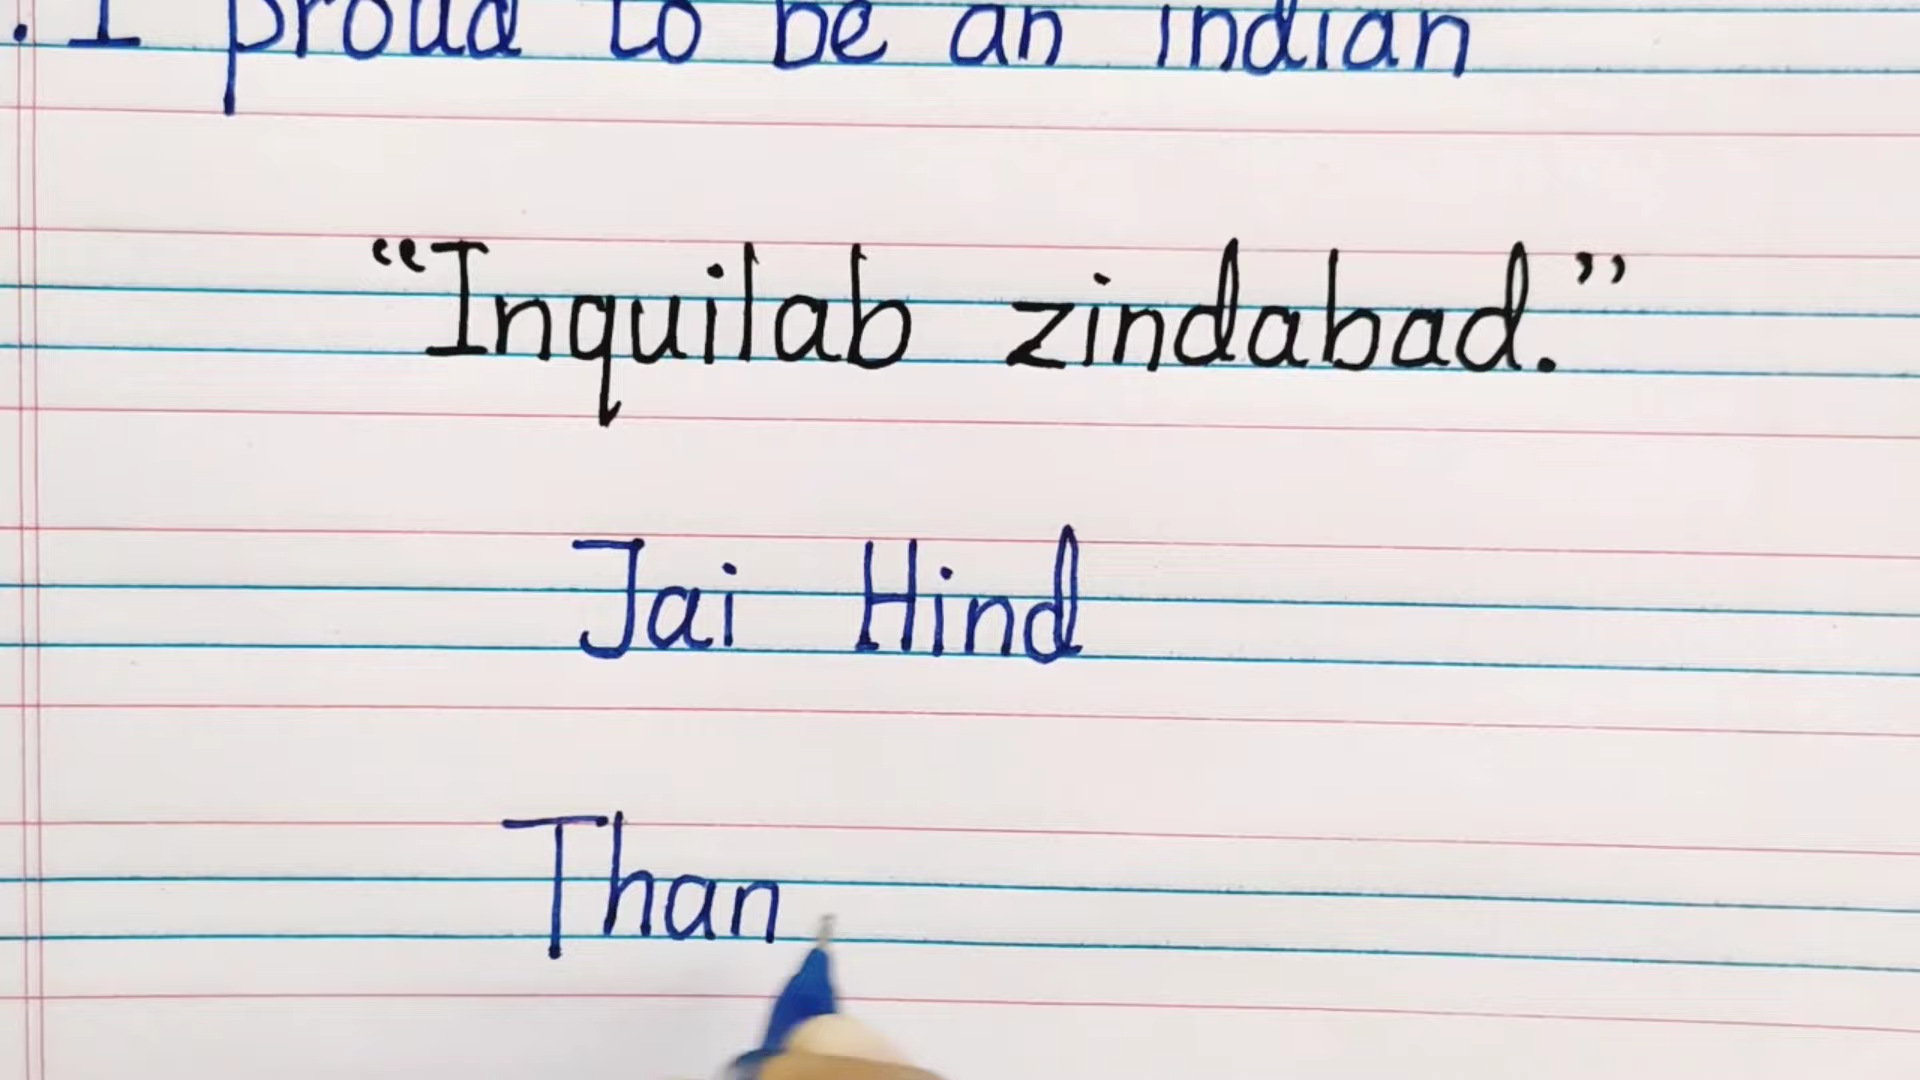 . I proud to be an indian
“Inquilab zindabad.”
Jai Hind
Than